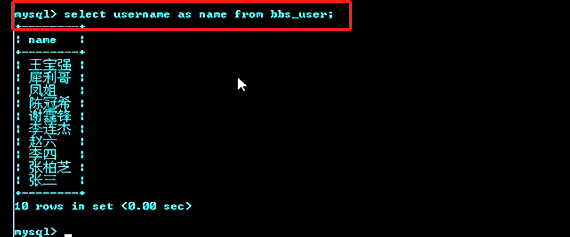 mysql> select username as name from bbs_user;
+--------+
| name   |
+--------+
| 王宝强 |
| 犀利哥 |
| 凤姐   |
| 陈冠希 |
| 谢霆锋 |
| 李连杰 |
| 赵六   |
| 李四   |
| 张柏芝 |
| 张三   |
+--------+
10 rows in set (0.00 sec)
mysql> _